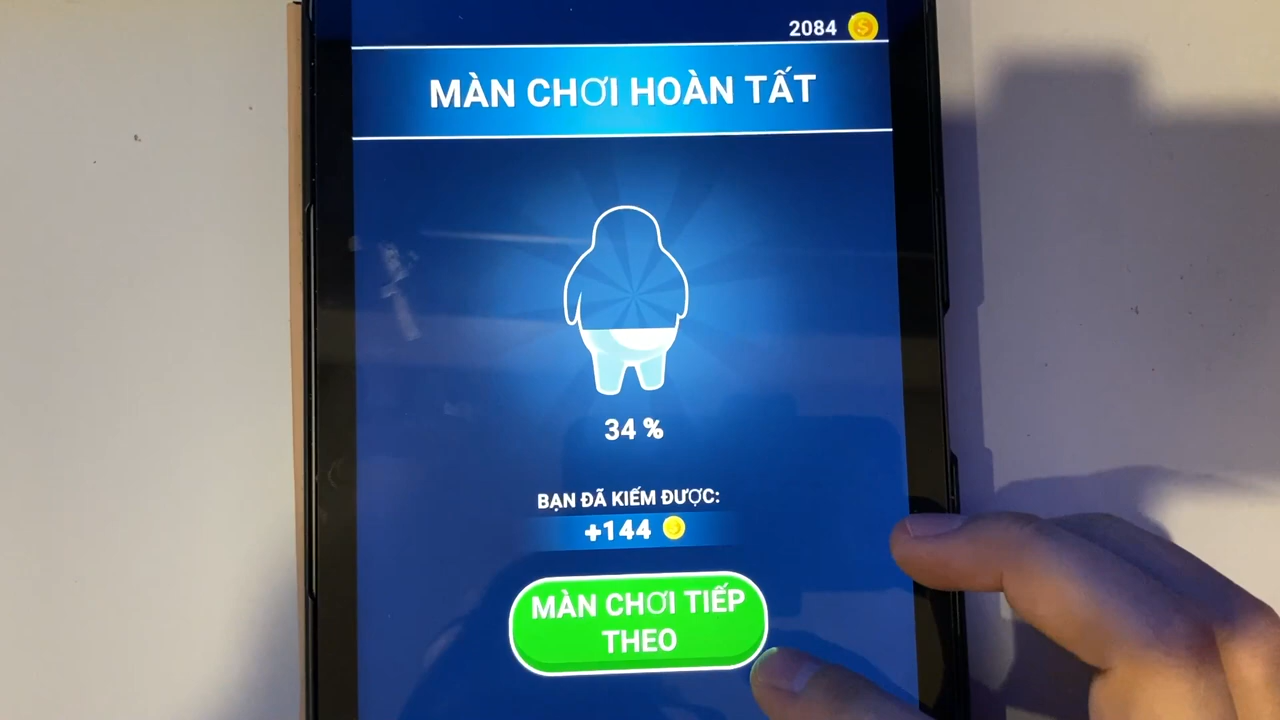 2084
MÀN CHƠI HOÀN TẤT
34 %
BẠN ĐÃ KIẾM ĐƯỢC:
+144
MÀN CHƠI TIẾP
THEO